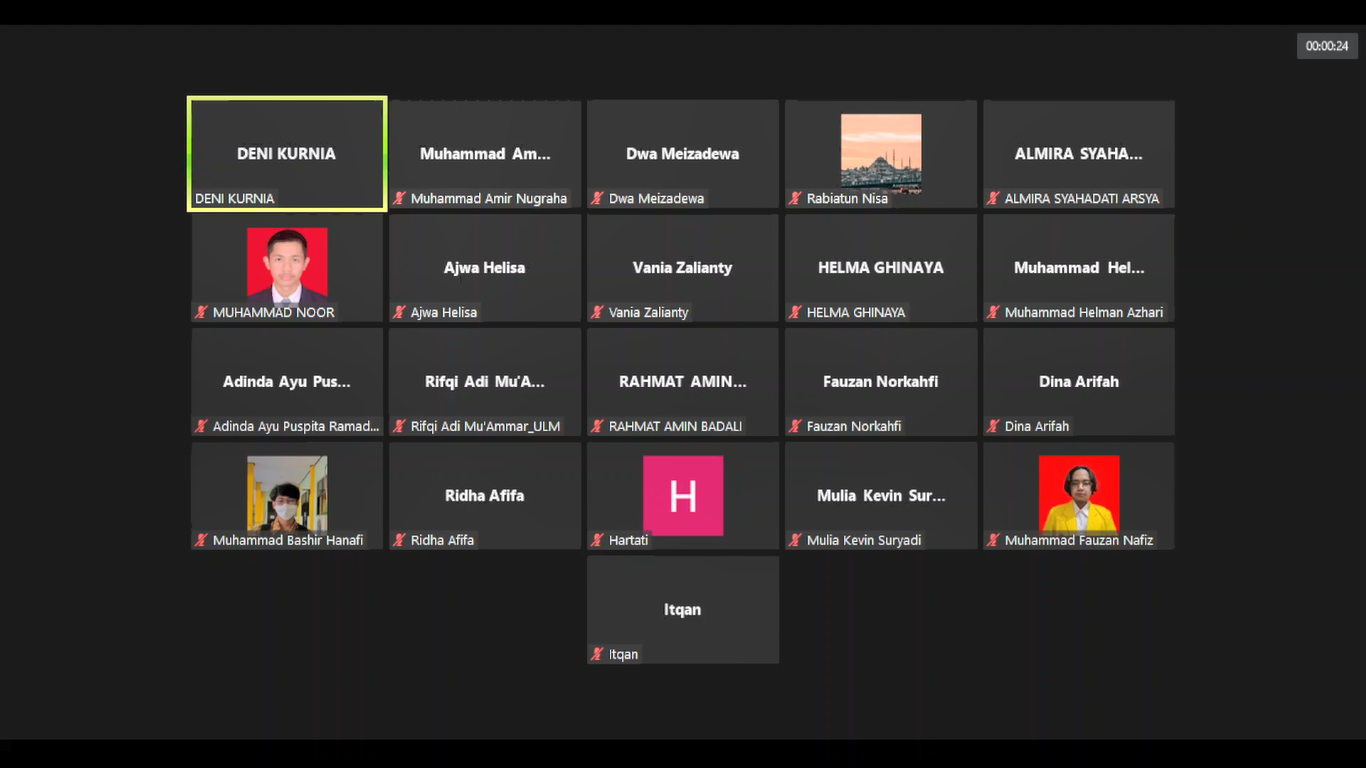 00:00:24
DENI KURNIA
DENI KURNIA
Muhammad Am...
Muhammad Amir Nugraha
Dwa Meizadewa
Dwa Meizadewa
Rabiatun Nisa
ALMIRA SYAHA...
ALMIRA SYAHADATI ARSYA
MUHAMMAD NOOR
Ajwa Helisa
Ajwa Helisa
Vania Zalianty
Vania Zalianty
HELMA GHINAYA
HELMA GHINAYA
Muhammad Hel...
Muhammad Helman Azhari
Adinda Ayu Pus...
Adinda Ayu Puspita Ramad...
Rifqi Adi Mu'A...
Rifqi Adi Mu'Ammar_ULM
RAHMAT AMIN...
RAHMAT AMIN BADALI
Fauzan Norkahfi
Fauzan Norkahfi
Dina Arifah
Dina Arifah
Muhammad Bashir Hanafi
Ridha Afifa
Ridha Afifa
H
Hartati
Mulia Kevin Sur...
Mulia Kevin Suryadi
Muhammad Fauzan Nafiz
Itqan
Itqan